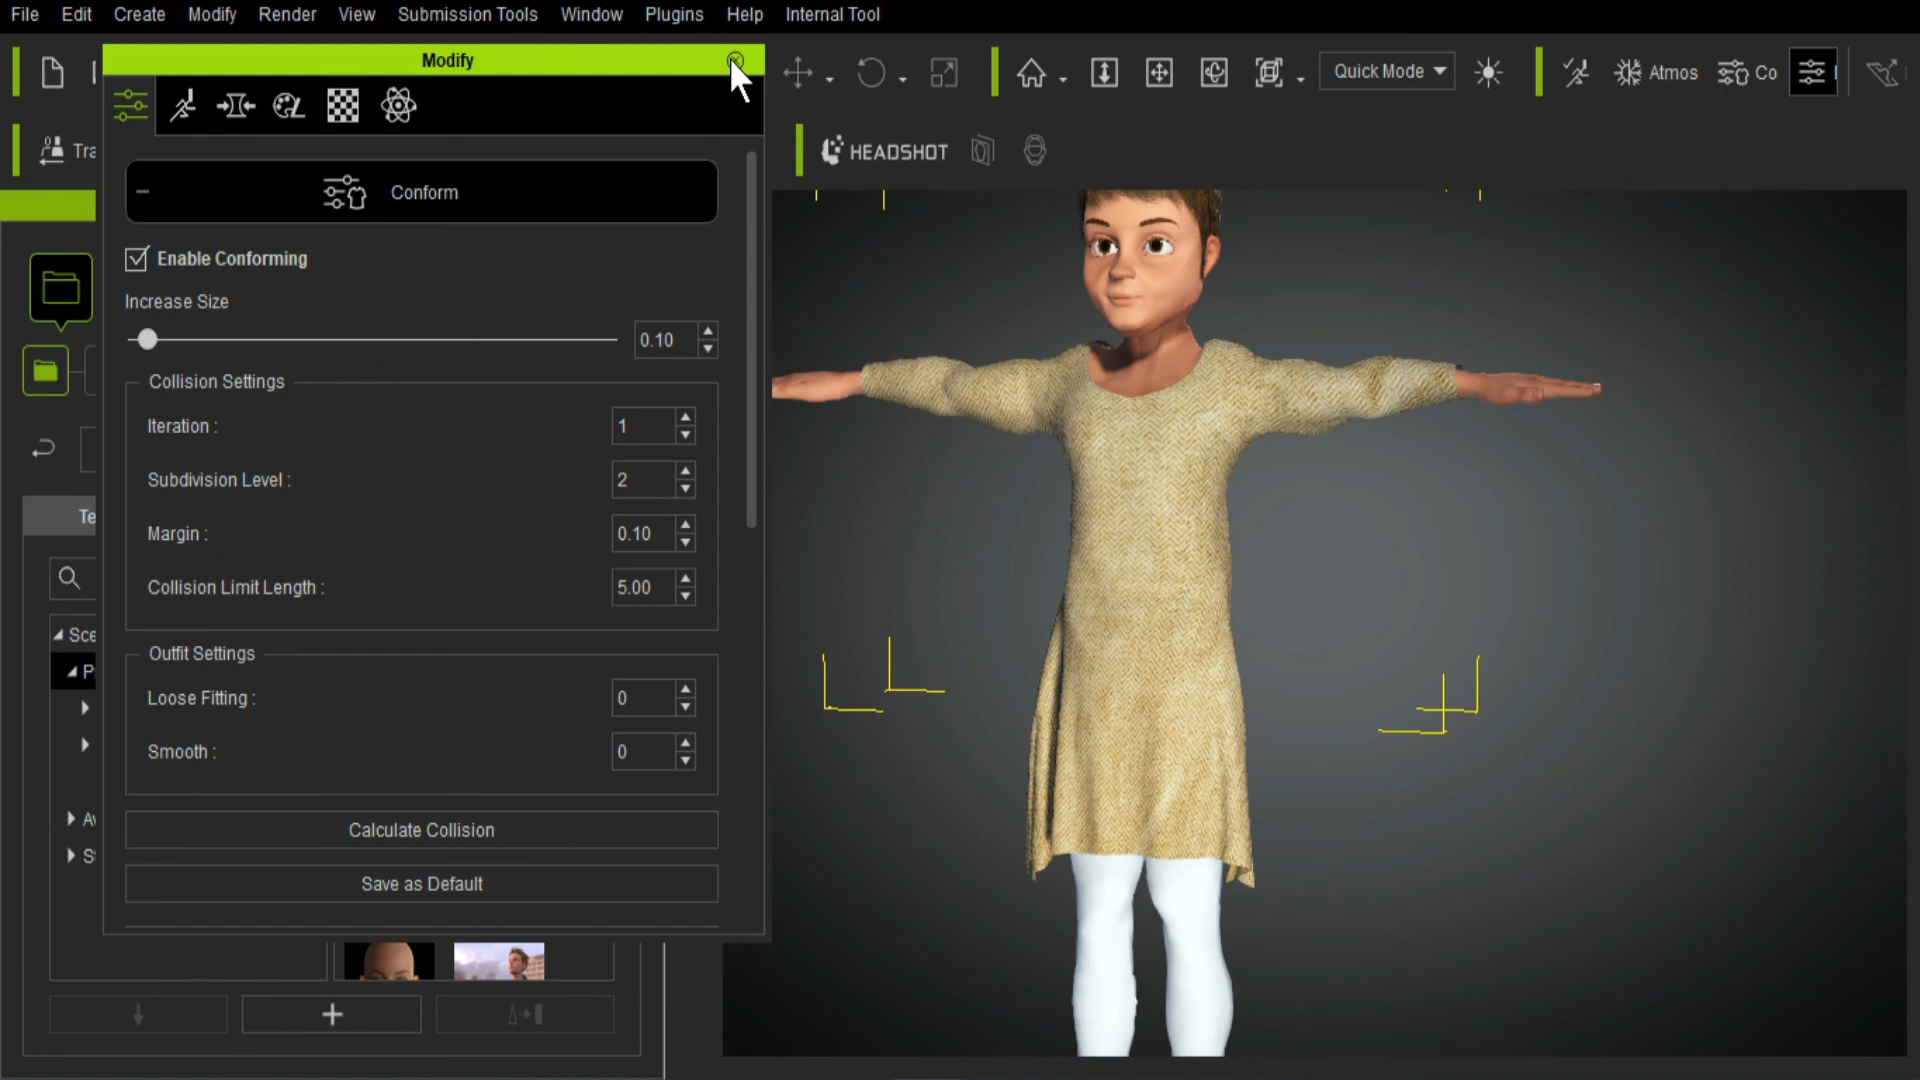 File Edit Create Modify Render View Submission Tools Window Plugins Help Internal Tool
Modify
Quick Mode
Atmos
Co
Tra
HEADSHOT
Conform
Enable Conforming
Increase Size
0.10
Collision Settings
Iteration : 1
Subdivision Level : 2
Te
Margin : 0.10
Collision Limit Length : 5.00
Sce
Outfit Settings
P
Loose Fitting : 0
Smooth : 0
Calculate Collision
Save as Default